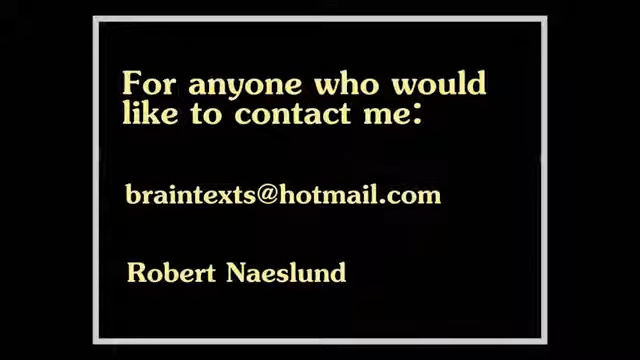 For anyone who would
like to contact me:
braintexts@hotmail.com
Robert Naeslund